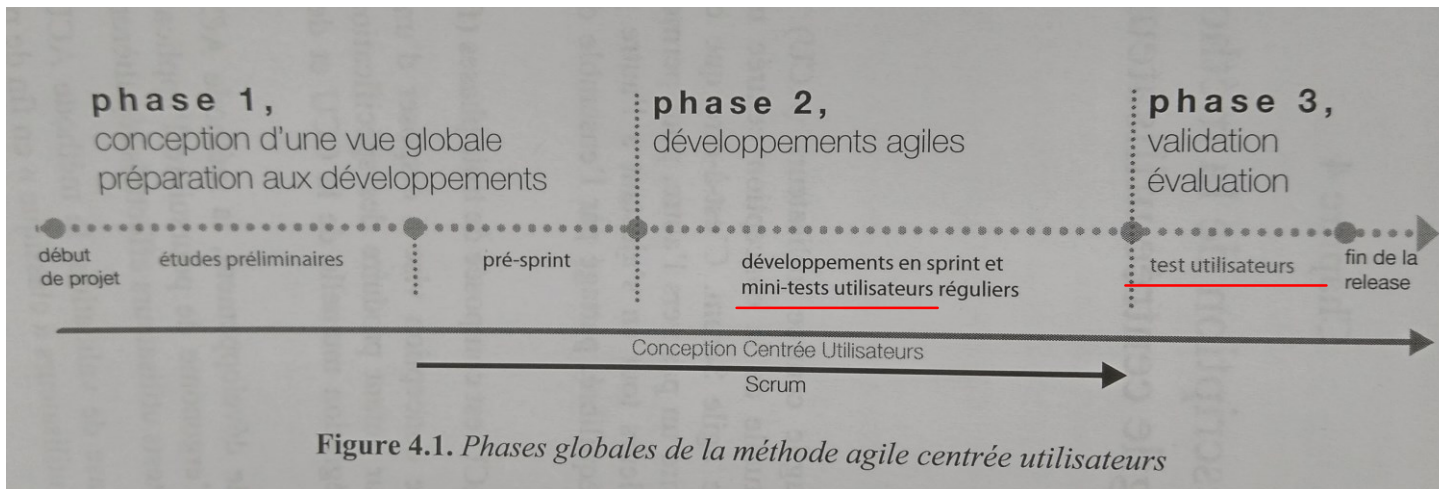 phase 1,
conception d'une vue globale
préparation aux développements
phase 2,
développements agiles
phase 3,
validation
évaluation
début
de projet
études préliminaires
pré-sprint
développements en sprint et
mini-tests utilisateurs réguliers
test utilisateurs
fin de la
release
Conception Centrée Utilisateurs
Scrum
Figure 4.1. Phases globales de la méthode agile centrée utilisateurs